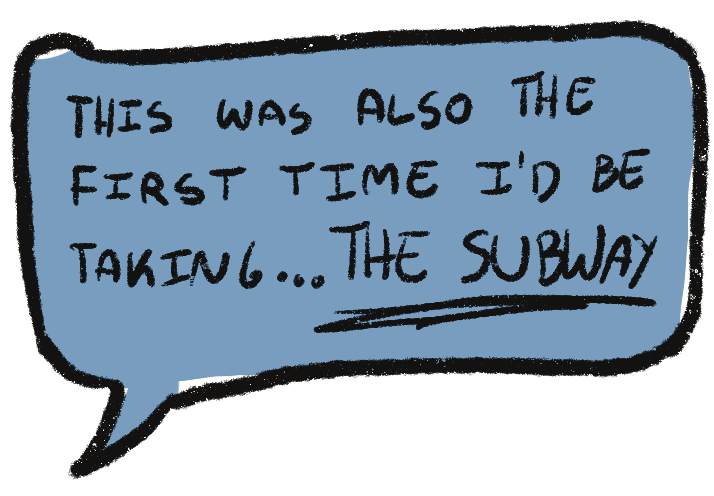 THIS WAS ALSO THE
FIRST TIME I'D BE
TAKING...THE SUBWAY